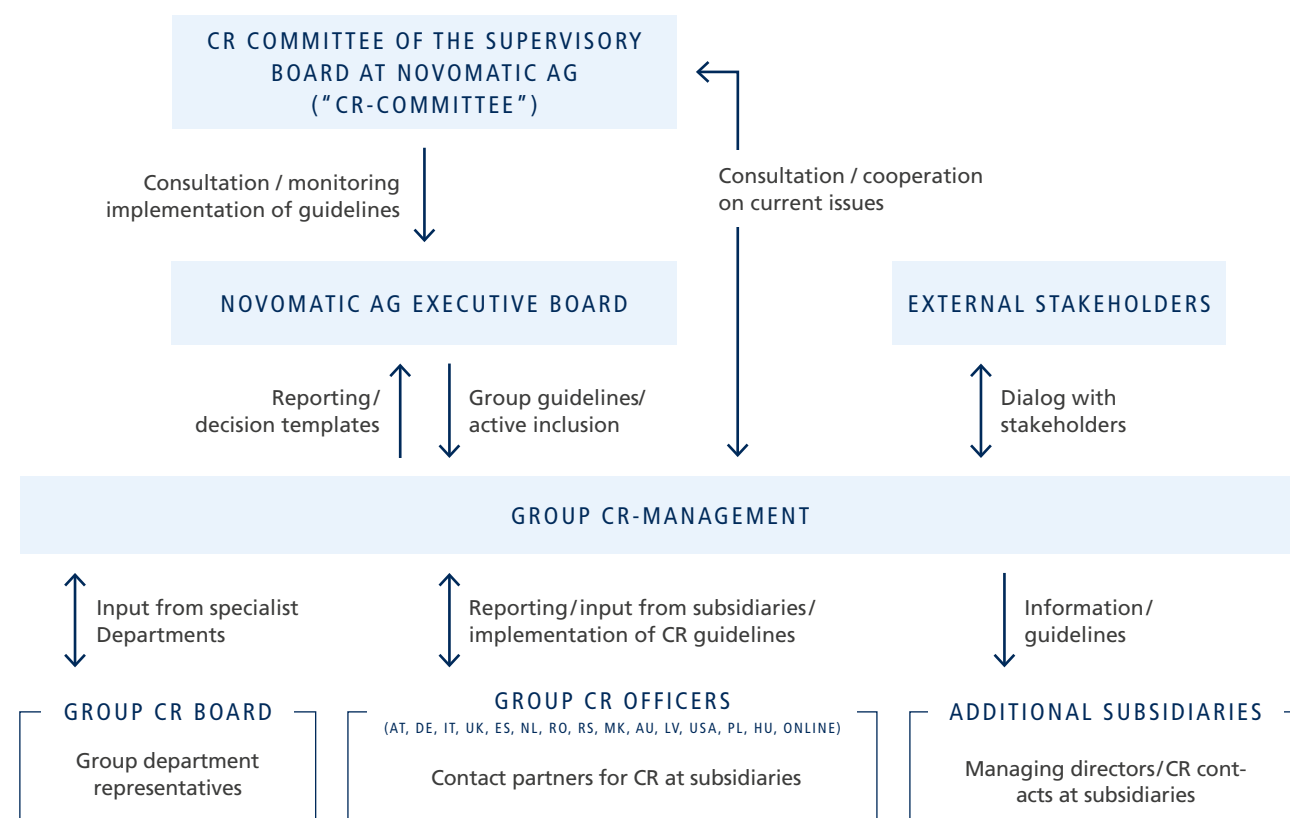 CR COMMITTEE OF THE SUPERVISORY
BOARD AT NOVOMATIC AG
("CR-COMMITTEE")
Consultation / monitoring
implementation of guidelines
Consultation / cooperation
on current issues
NOVOMATIC AG EXECUTIVE BOARD
EXTERNAL STAKEHOLDERS
Reporting/
decision templates
Group guidelines/
active inclusion
Dialog with
stakeholders
GROUP CR-MANAGEMENT
Input from specialist
Departments
Reporting/input from subsidiaries/
implementation of CR guidelines
Information/
guidelines
GROUP CR BOARD
Group department
representatives
GROUP CR OFFICERS
(AT, DE, IT, UK, ES, NL, RO, RS, MK, AU, LV, USA, PL, HU, ONLINE)
Contact partners for CR at subsidiaries
ADDITIONAL SUBSIDIARIES
Managing directors/CR cont-
acts at subsidiaries